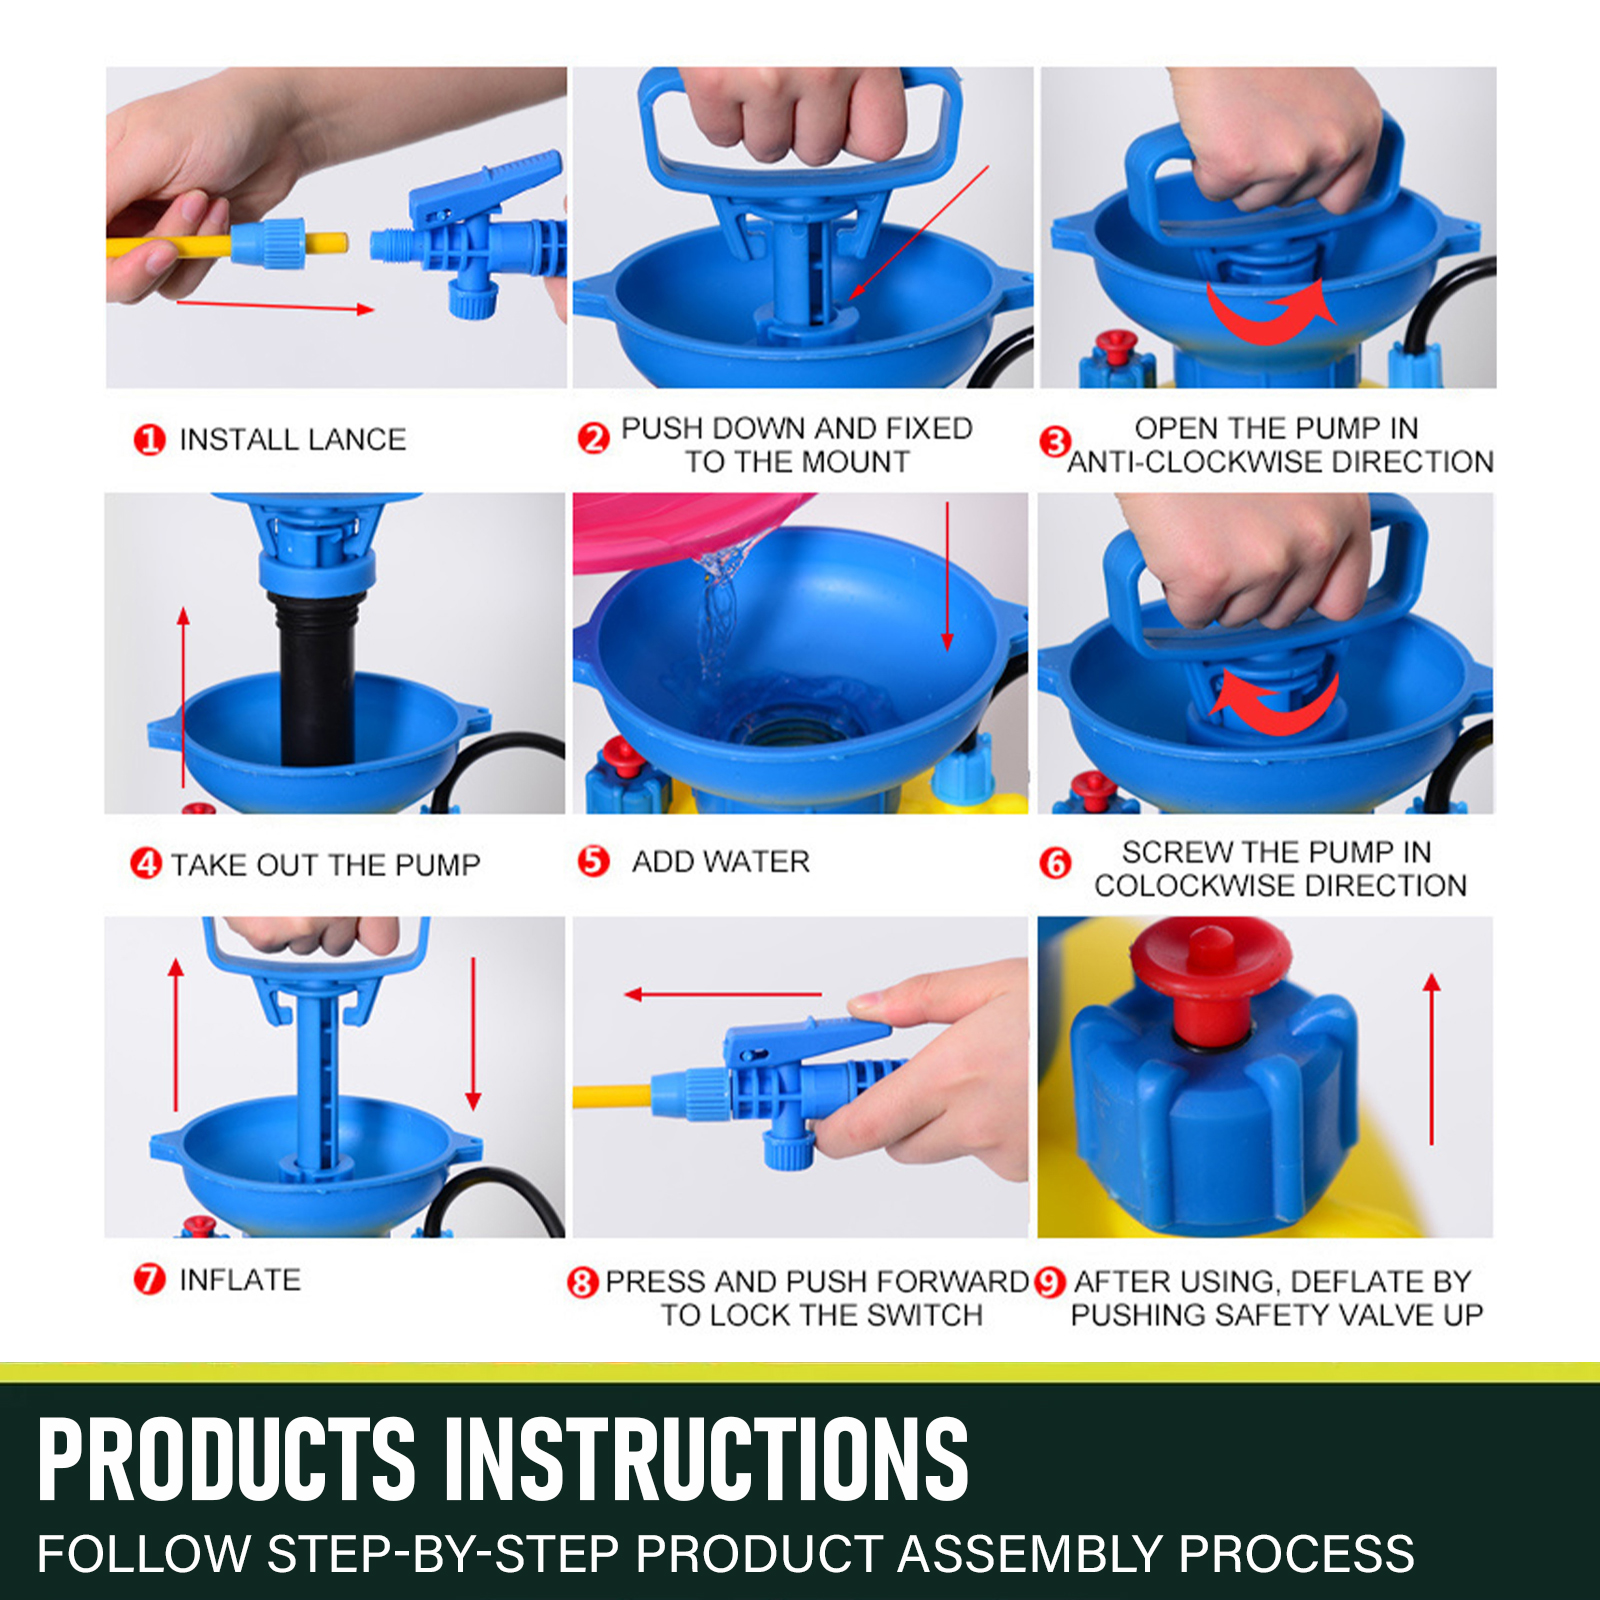 1 INSTALL LANCE
2 PUSH DOWN AND FIXED
TO THE MOUNT
3 OPEN THE PUMP IN
ANTI-CLOCKWISE DIRECTION
4 TAKE OUT THE PUMP
5 ADD WATER
6 SCREW THE PUMP IN
COLOCKWISE DIRECTION
7 INFLATE
8 PRESS AND PUSH FORWARD
TO LOCK THE SWITCH
9 AFTER USING, DEFLATE BY
PUSHING SAFETY VALVE UP
PRODUCTS INSTRUCTIONS
FOLLOW STEP-BY-STEP PRODUCT ASSEMBLY PROCESS